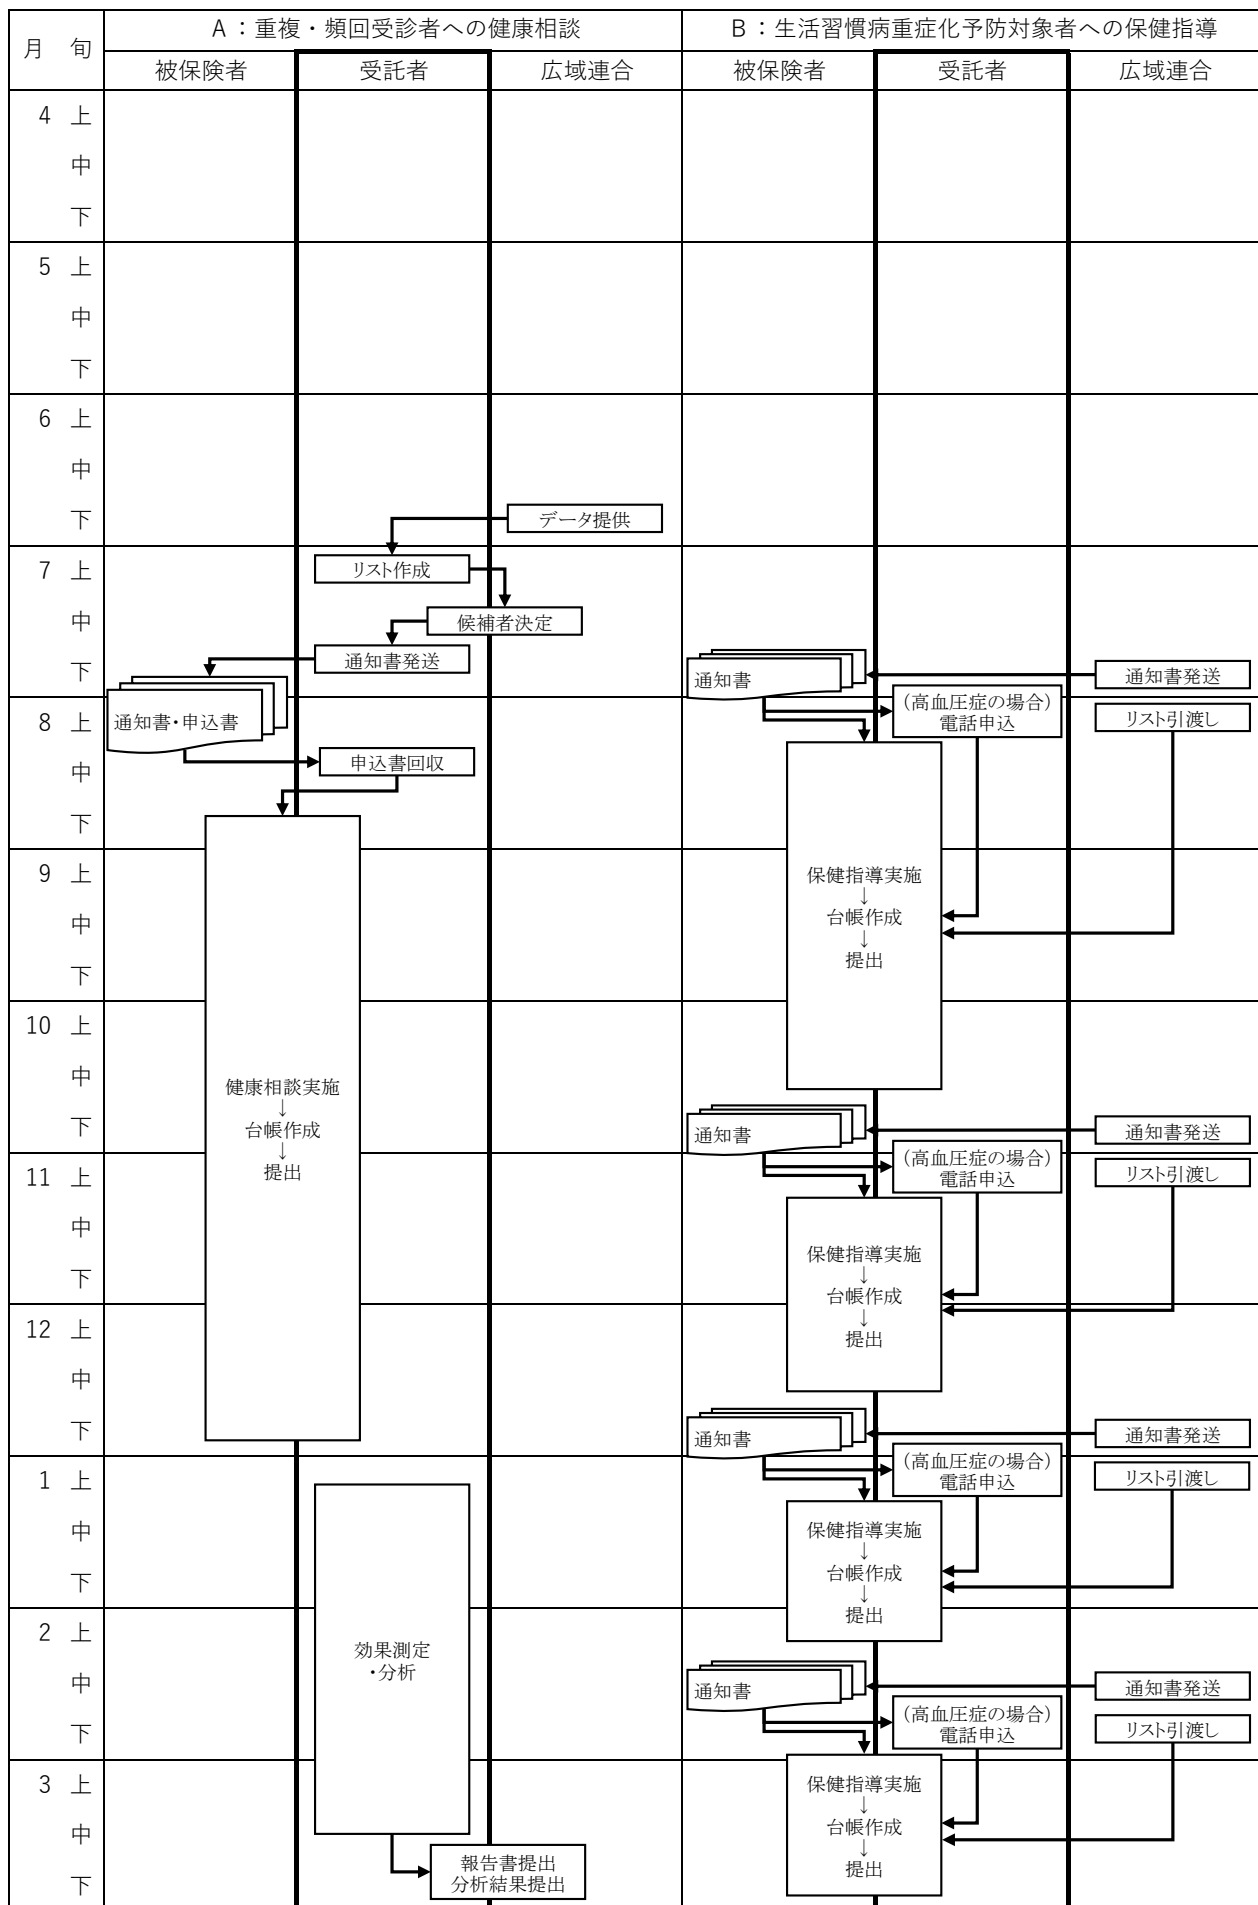 月 旬
A：重複・頻回受診者への健康相談
B：生活習慣病重症化予防対象者への保健指導
被保険者 受託者 広域連合 被保険者 受託者 広域連合
4 上
中
下
5 上
中
下
6 上
中
下
データ提供
7 上
リスト作成
中
候補者決定
下
通知書発送
通知書
通知書発送
8 上
通知書・申込書
(高血圧症の場合)
電話申込
リスト引渡し
中
申込書回収
下
9 上
保健指導実施
↓
中
台帳作成
↓
下
提出
10 上
中
健康相談実施
↓
下
台帳作成
↓
提出
通知書
通知書発送
11 上
(高血圧症の場合)
電話申込
リスト引渡し
中
下
保健指導実施
↓
台帳作成
↓
提出
12 上
中
下
通知書
通知書発送
1 上
(高血圧症の場合)
電話申込
リスト引渡し
中
下
保健指導実施
↓
台帳作成
↓
提出
2 上
効果測定
・分析
中
通知書
通知書発送
下
(高血圧症の場合)
電話申込
リスト引渡し
3 上
保健指導実施
↓
中
台帳作成
↓
下
提出
報告書提出
分析結果提出